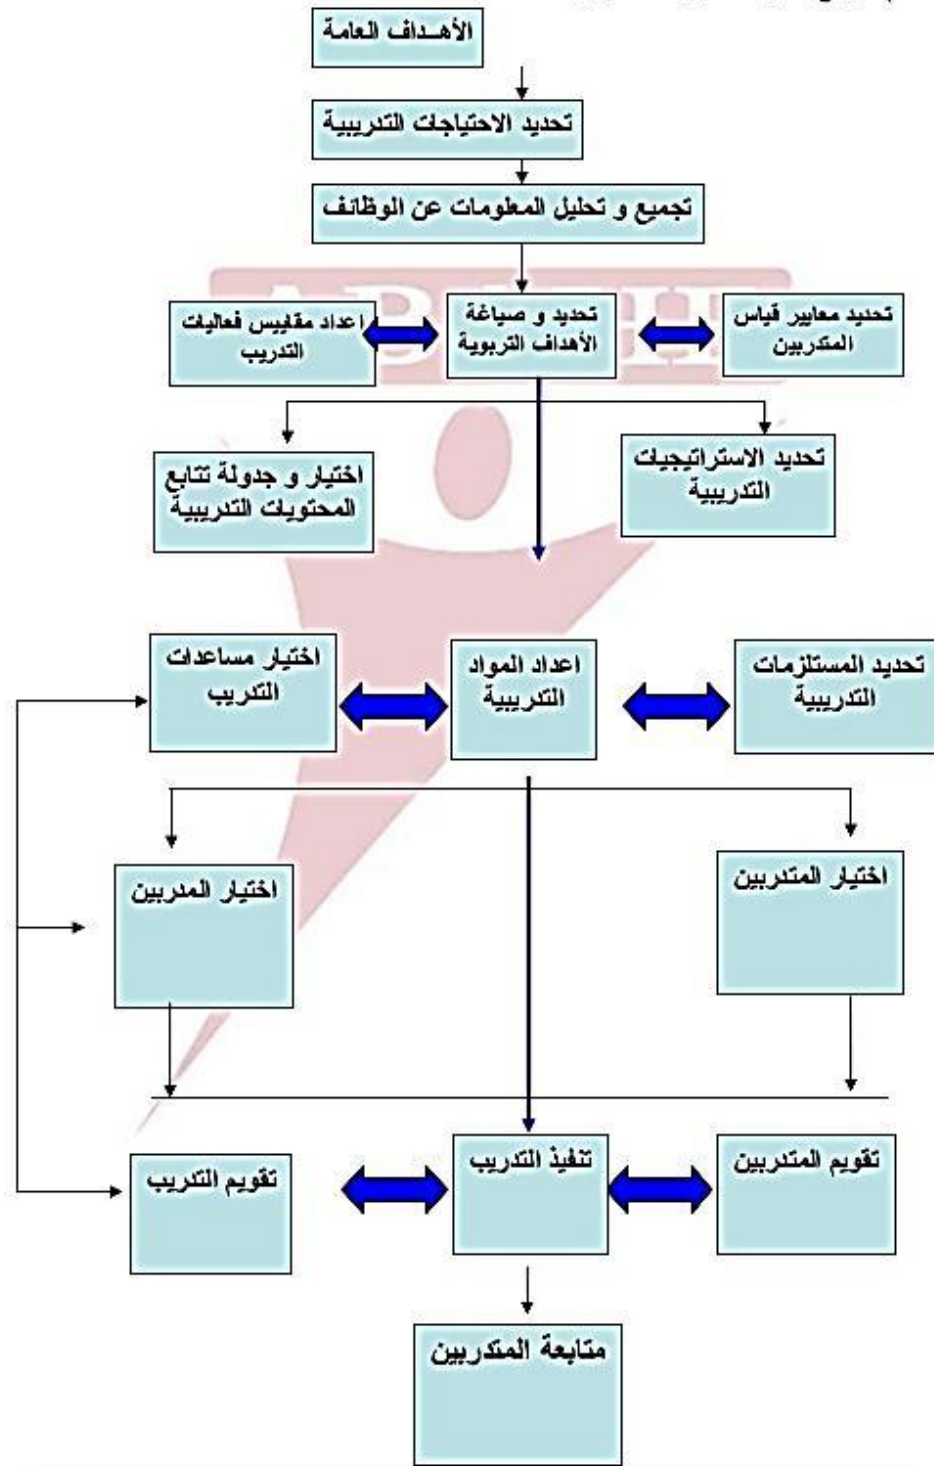 الأهـداف العامة
تحديد الاحتياجات التدريبية
تجميع و تحليل المعلومات عن الوظائف
تحديد معايير قياس
المتدربين
تحديد و صياغة
الأهداف التربوية
اعداد مقاييس فعاليات
التدريب
تحديد الاستراتيجيات
التدريبية
اختيار و جدولة تتابع
المحتويات التدريبية
تحديد المستلزمات
التدريبية
اعداد المواد
التدريبية
اختيار مساعدات
التدريب
اختيار المتدربين
اختيار المدربين
تقويم المتدربين
تنفيذ التدريب
تقويم التدريب
متابعة المتدربين